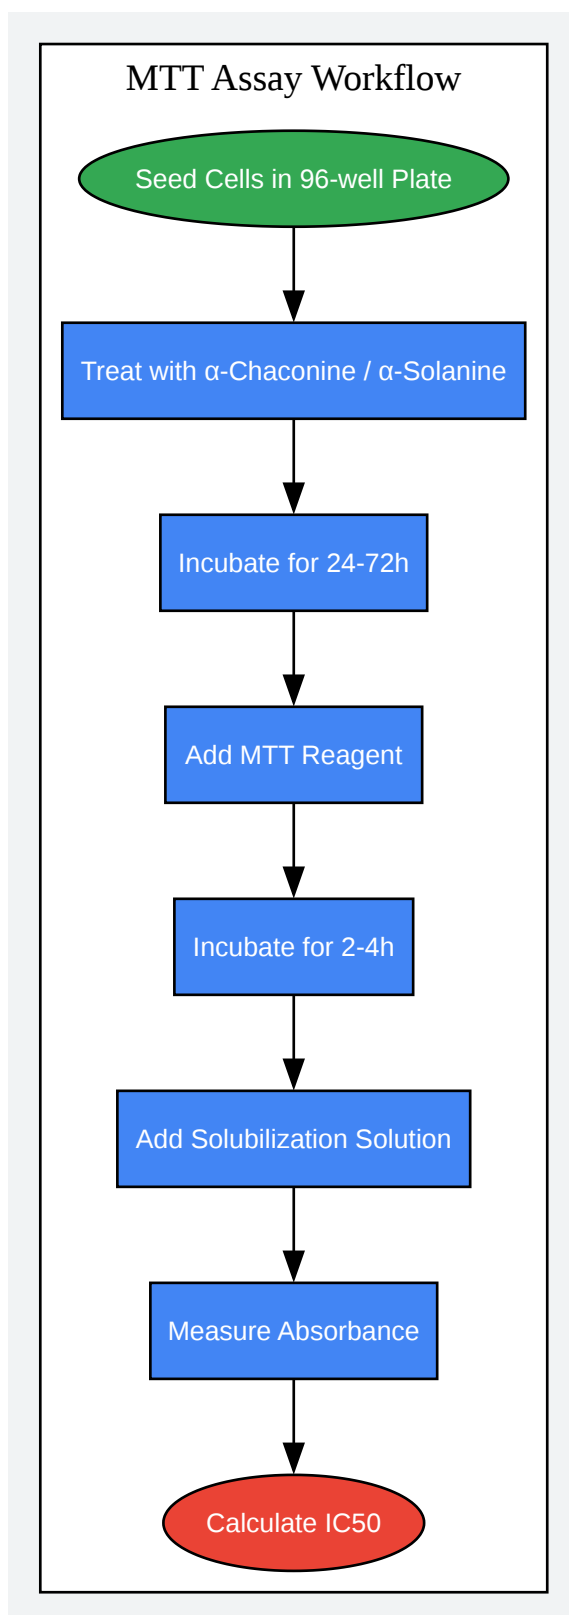 MTT Assay Workflow
Seed Cells in 96-well Plate
Treat with α-Chaconine / α-Solanine
Incubate for 24-72h
Add MTT Reagent
Incubate for 2-4h
Add Solubilization Solution
Measure Absorbance
Calculate IC50